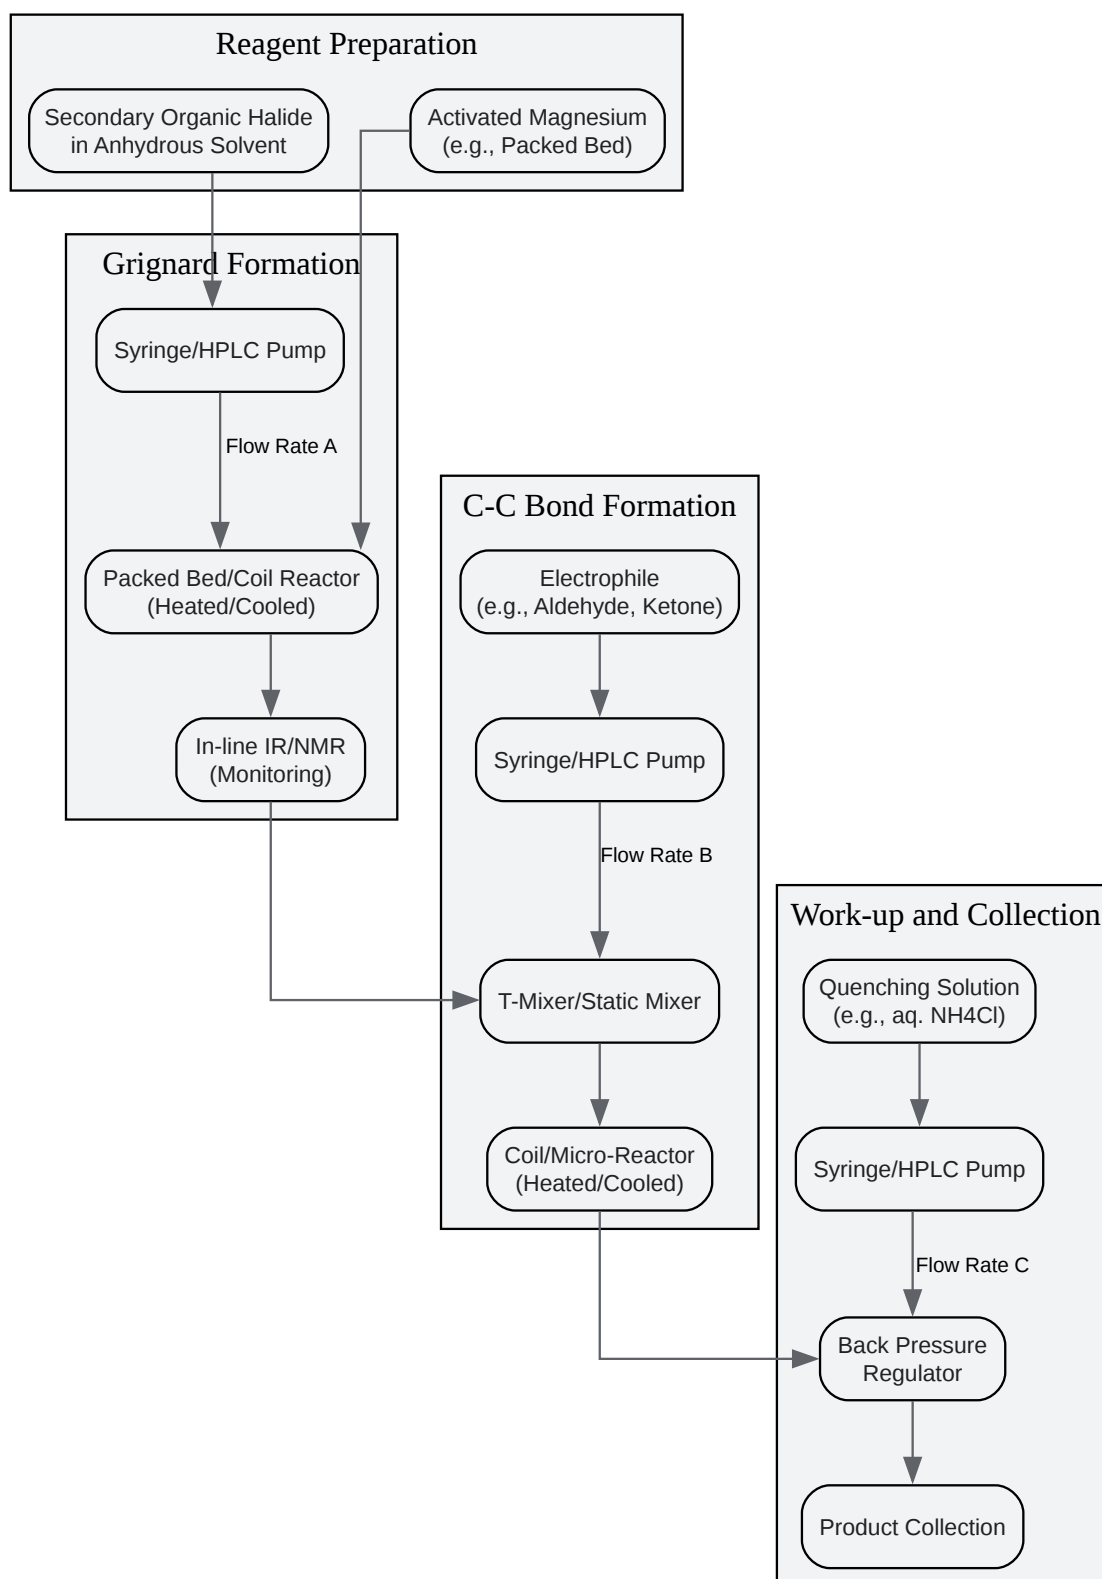 Reagent Preparation
Secondary Organic Halide
in Anhydrous Solvent
Activated Magnesium
(e.g., Packed Bed)
Grignard Formation
Syringe/HPLC Pump
Flow Rate A
Packed Bed/Coil Reactor
(Heated/Cooled)
In-line IR/NMR
(Monitoring)
C-C Bond Formation
Electrophile
(e.g., Aldehyde, Ketone)
Syringe/HPLC Pump
Flow Rate B
T-Mixer/Static Mixer
Coil/Micro-Reactor
(Heated/Cooled)
Work-up and Collection
Quenching Solution
(e.g., aq. NH4Cl)
Syringe/HPLC Pump
Flow Rate C
Back Pressure
Regulator
Product Collection